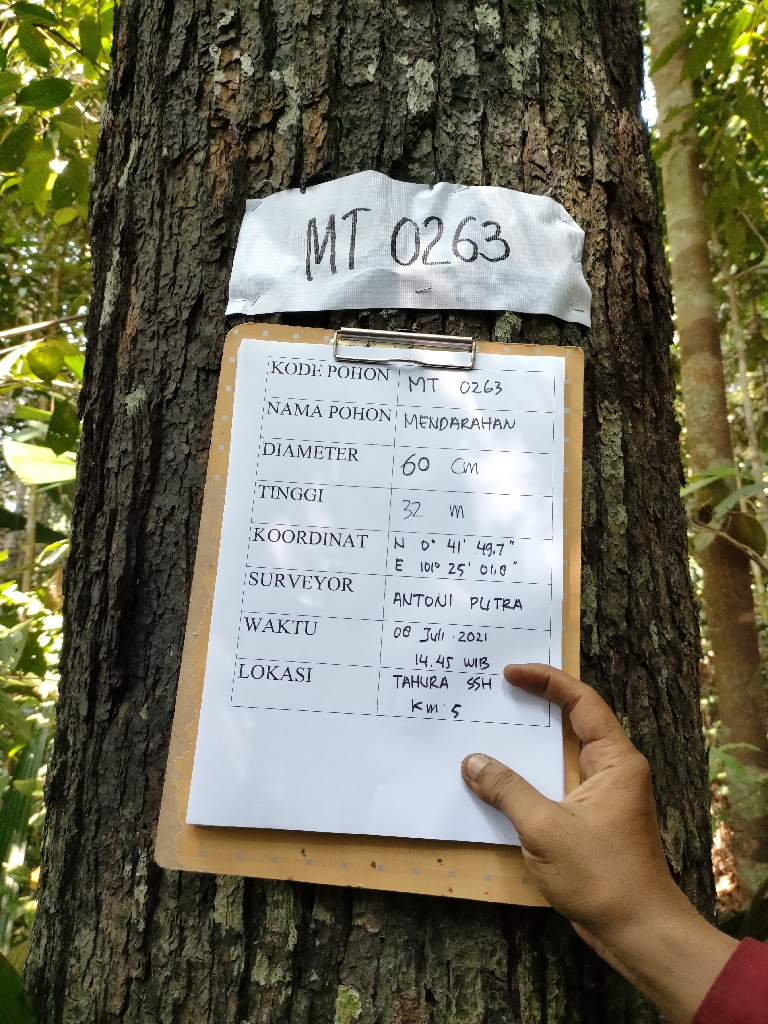 MT 0263
KODE POHON MT 0263
NAMA POHON MENDARAHAN
DIAMETER 60 Cm
TINGGI 32 m
KOORDINAT N 0° 41' 49,7"
E 101° 25' 01,8"
SURVEYOR ANTONI PUTRA
WAKTU 08 Juli 2021
14.45 WIB
LOKASI TAHURA SSH
Km 5